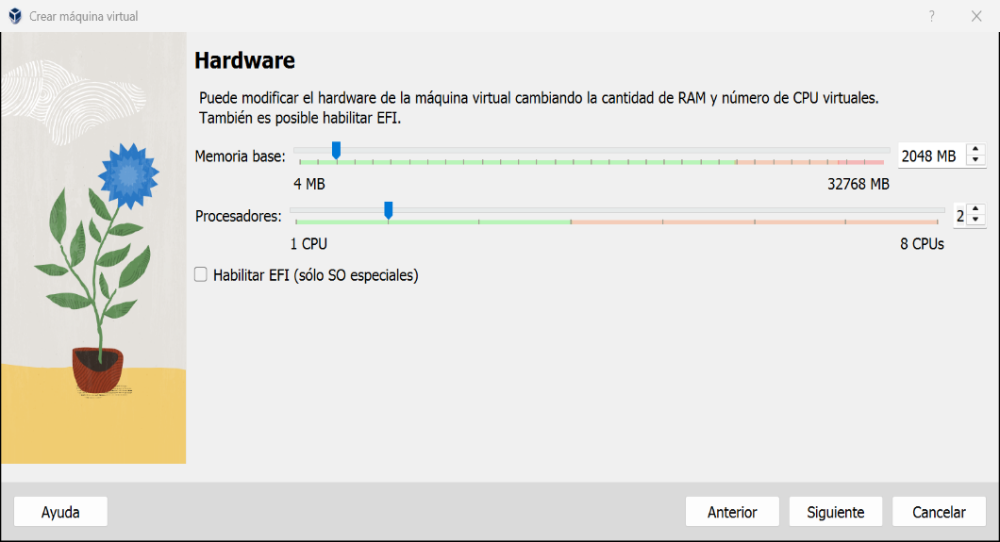 Crear máquina virtual
?
Hardware
Puede modificar el hardware de la máquina virtual cambiando la cantidad de RAM y número de CPU virtuales.
También es posible habilitar EFI.
Memoria base:
2048 MB
4 MB
32768 MB
Procesadores:
2
1 CPU
8 CPUs
Habilitar EFI (sólo SO especiales)
Ayuda
Anterior
Siguiente
Cancelar